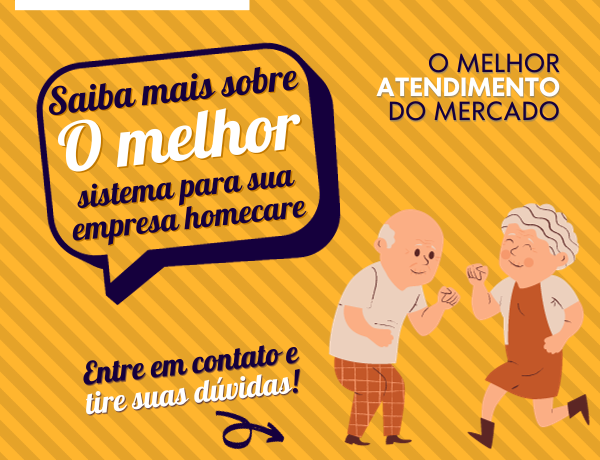 Saiba mais sobre
O melhor
sistema para sua
empresa homecare
O MELHOR
ATENDIMENTO
DO MERCADO
Entre em contato e
tire suas dúvidas!